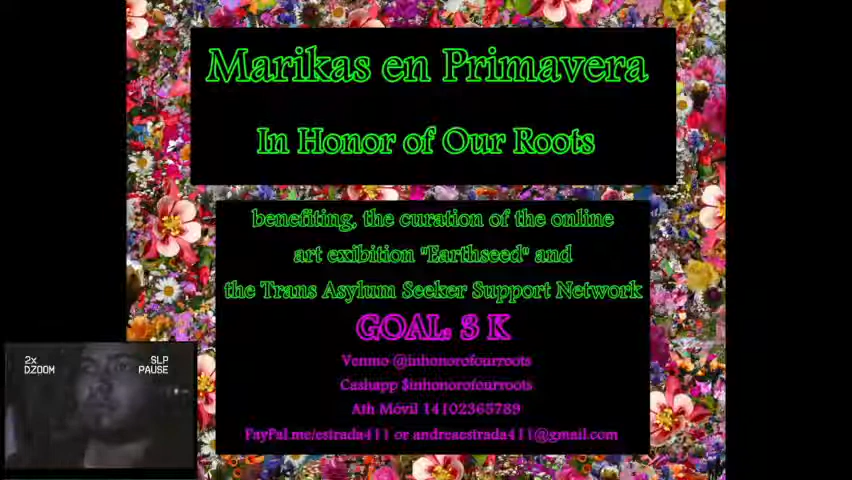 Marikas en Primavera
In Honor of Our Roots
benefiting, the curation of the online
art exibition "Earthseed" and
the Trans Asylum Seeker Support Network
GOAL: 3 K
Venmo @inhonorofourroots
Cashapp $inhonorofourroots
Ath Móvil 14102365789
PayPal.me/estrada411 or andreaestrada411@gmail.com
2x SLP
DZOOM PAUSE